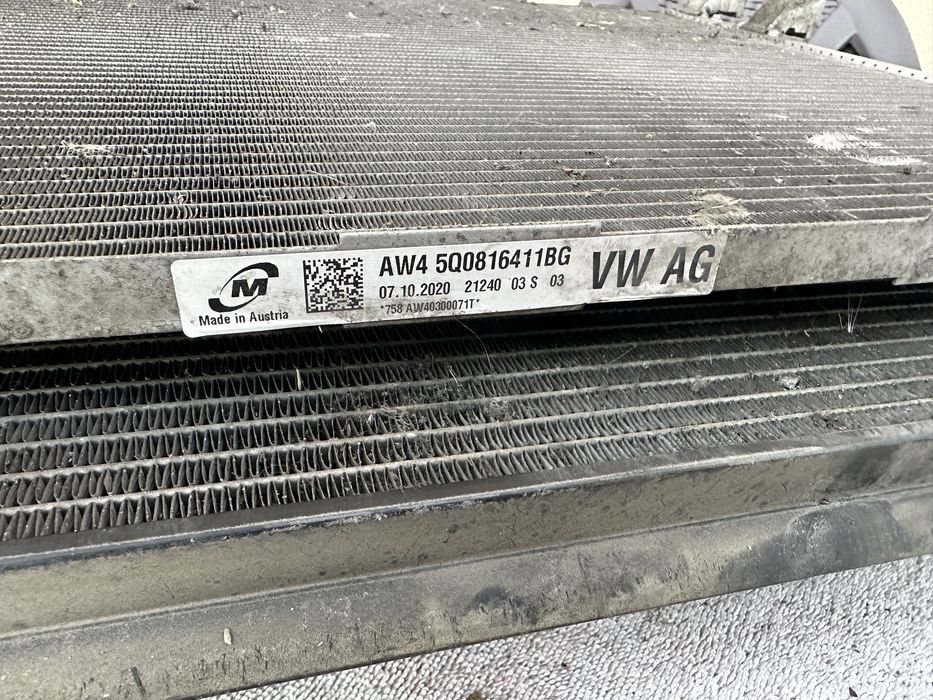 M
Made in Austria
AW4 5Q0816411BG
07.10.2020 21240 03 S 03
*758 AW40300071T*
VW AG